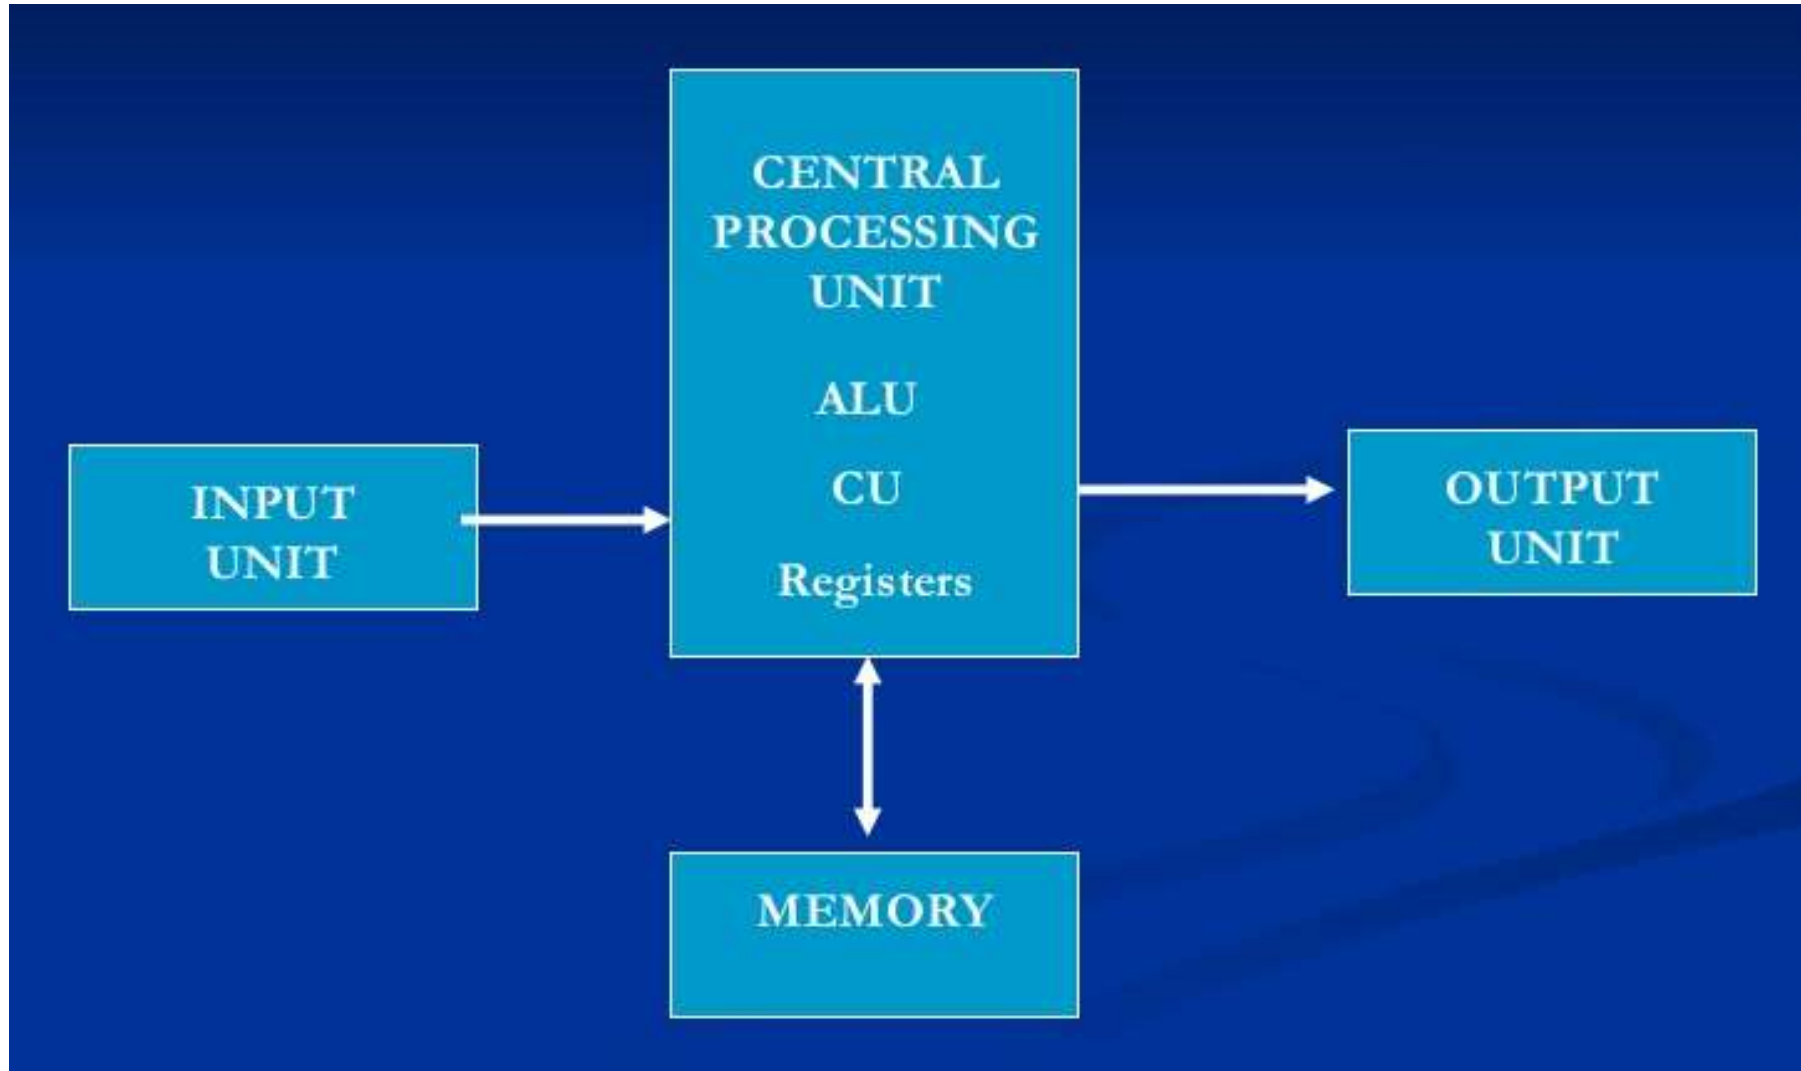 CENTRAL
PROCESSING
UNIT
ALU
CU
Registers
INPUT
UNIT
OUTPUT
UNIT
MEMORY